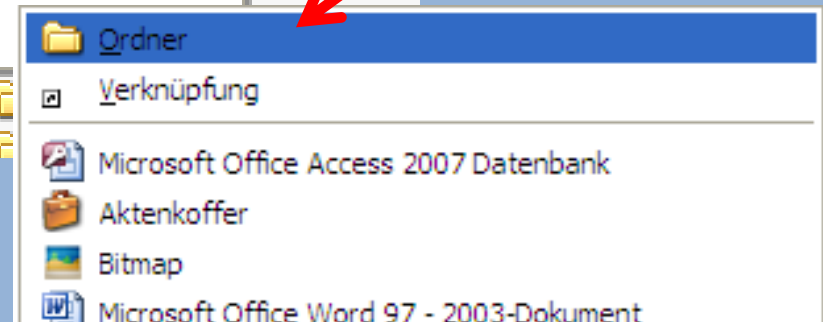 Ordner
Verknüpfung
Microsoft Office Access 2007 Datenbank
Aktenkoffer
Bitmap
Microsoft Office Word 97 - 2003-Dokument